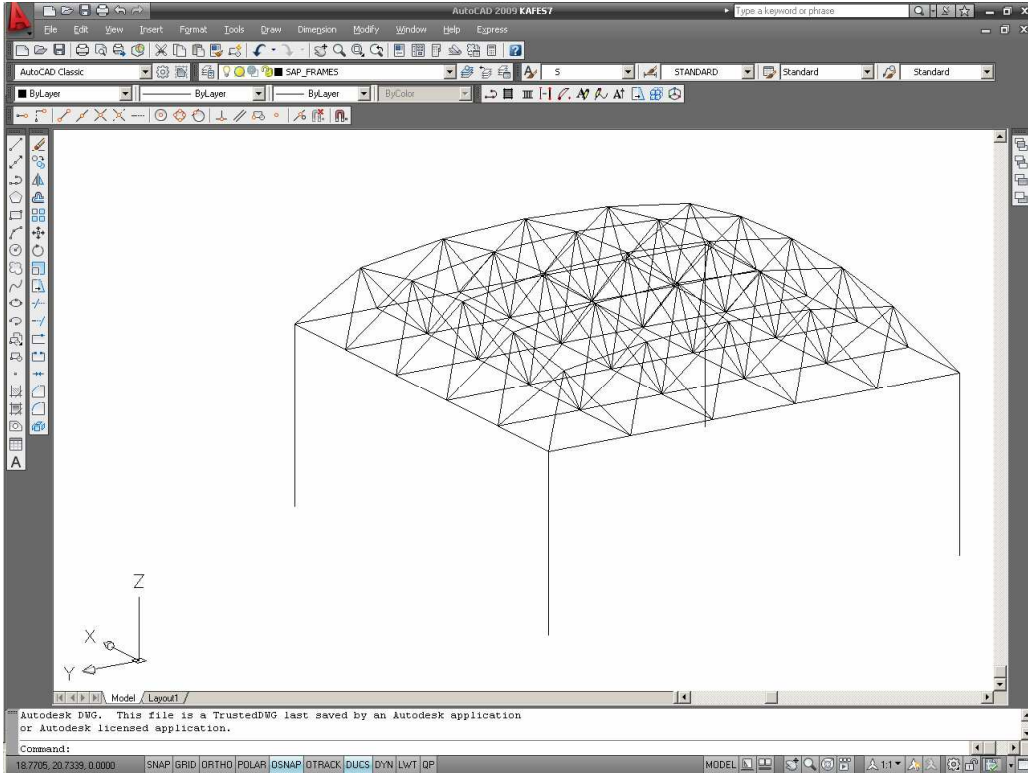 AutoCAD 2009 KAFES7
Type a keyword or phrase
File Edit View Insert Format Tools Draw Dimension Modify Window Help Express
AutoCAD Classic SAP_FRAMES S STANDARD Standard Standard
ByLayer ByLayer ByLayer ByColor
A
Z
X
Y
Model Layout1
Autodesk DWG. This file is a TrustedDWG last saved by an Autodesk application
or Autodesk licensed application.
Command:
18.7705, 20.7339, 0.0000 SNAP GRID ORTHO POLAR OSNAP OTRACK DUCS DYN LWT QP MODEL 1:1